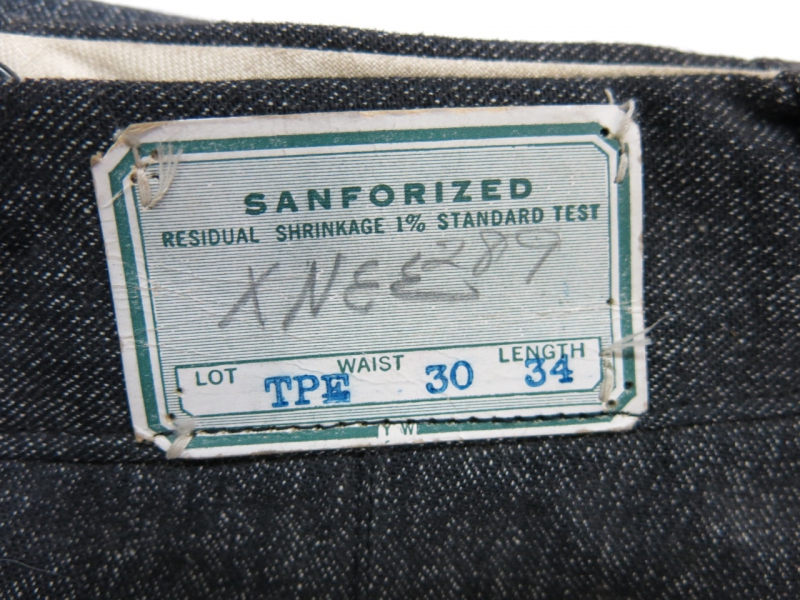 SANFORIZED
RESIDUAL SHRINKAGE 1% STANDARD TEST
XNEE 289
LOT WAIST LENGTH
TPE 30 34
Y W